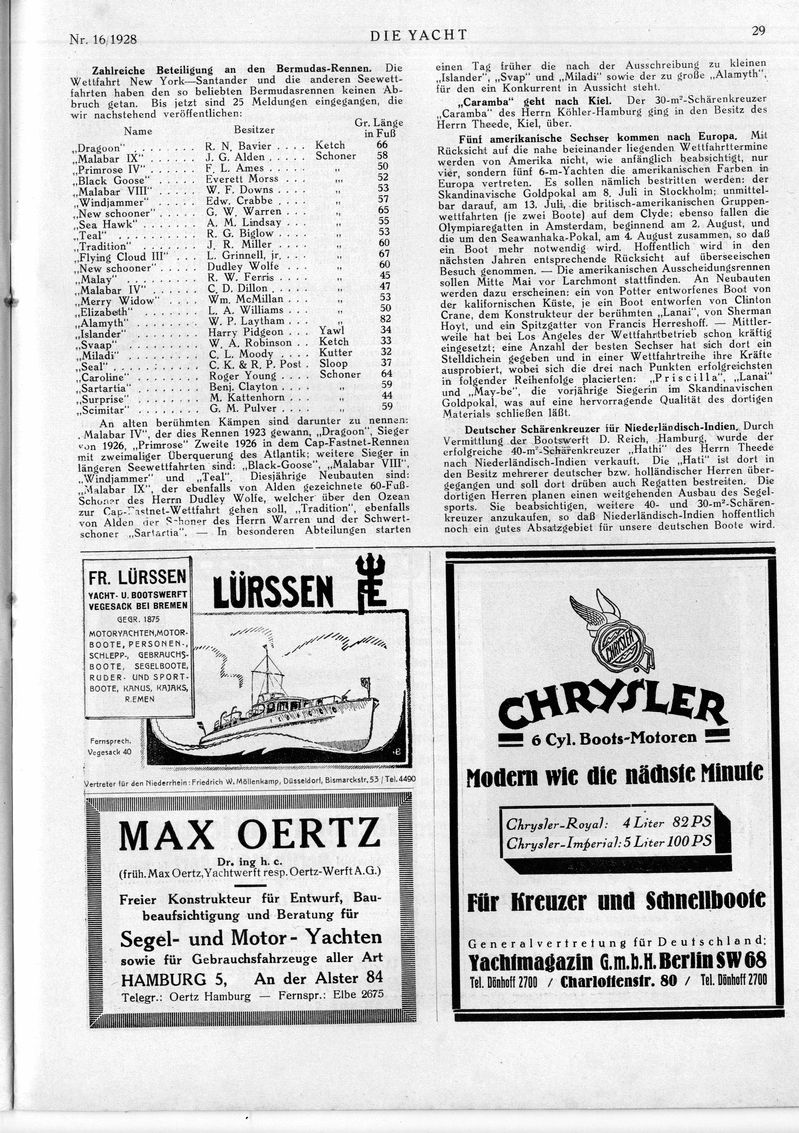 Nr. 16/1928
DIE YACHT
29
Zahlreiche Beteiligung an den Bermudas-Rennen. Die
Wettfahrt New York—Santander und die anderen Seewett-
fahrten haben den so beliebten Bermudasrennen keinen Ab-
bruch getan. Bis jetzt sind 25 Meldungen eingegangen, die
wir nachstehend veröffentlichen:
Gr. Länge
Name Besitzer in Fuß
„Dragoon“ . . . . . . . . R. N. Bavier . . . . Ketch 66
„Malabar IX“ . . . . . . . J. G. Alden . . . . . Schoner 58
„Primrose IV“ . . . . . . . F. L. Ames . . . . . „ 50
„Black Goose“ . . . . . . . Everett Morss . . . „ 52
„Malabar VIII“ . . . . . . W. F. Downs . . . . „ 53
„Windjammer“ . . . . . . . Edw. Crabbe . . . . „ 57
„New schooner“ . . . . . . G. W. Warren . . . . „ 65
„Sea Hawk“ . . . . . . . . A. M. Lindsay . . . „ 55
„Teal“ . . . . . . . . . . R. G. Biglow . . . . „ 53
„Tradition“ . . . . . . . . J. R. Miller . . . . „ 60
„Flying Cloud III“ . . . . L. Grinnell, jr. . . . „ 67
„New schooner“ . . . . . . Dudley Wolfe . . . „ 60
„Malay“ . . . . . . . . . R. W. Ferris . . . . „ 45
„Malabar IV“ . . . . . . . C. D. Dillon . . . . . „ 47
„Merry Widow“ . . . . . . Wm. McMillan . . . „ 53
„Elizabeth“ . . . . . . . . L. A. Williams . . . „ 50
„Alamyth“ . . . . . . . . W. P. Laytham . . . „ 82
„Islander“ . . . . . . . . Harry Pidgeon . . . Yawl 34
„Svaap“ . . . . . . . . . W. A. Robinson . . Ketch 33
„Miladi“ . . . . . . . . . C. L. Moody . . . . Kutter 32
„Seal“ . . . . . . . . . . C. K. & R. P. Post . Sloop 37
„Caroline“ . . . . . . . . Roger Young . . . . Schoner 64
„Sartartia“ . . . . . . . . Benj. Clayton . . . . „ 59
„Surprise“ . . . . . . . . M. Kattenhorn . . . „ 44
„Scimitar“ . . . . . . . . G. M. Pulver . . . . „ 59
An alten berühmten Kämpen sind darunter zu nennen:
„Malabar IV“, der dies Rennen 1923 gewann, „Dragoon“, Sieger
von 1926, „Primrose“ Zweite 1926 in dem Cap-Fastnet-Rennen
mit zweimaliger Überquerung des Atlantik; weitere Sieger in
längeren Seewettfahrten sind: „Black-Goose“, „Malabar VIII“,
„Windjammer“ und „Teal“. Diesjährige Neubauten sind:
„Malabar IX“, der ebenfalls von Alden gezeichnete 60-Fuß-
Schoner des Herrn Dudley Wolfe, welcher über den Ozean
zur Cap-Fastnet-Wettfahrt gehen soll, „Tradition“, ebenfalls
von Alden der Schoner des Herrn Warren und der Schwert-
schoner „Sartartia“. — In besonderen Abteilungen starten
einen Tag früher die nach der Ausschreibung zu kleinen
„Islander“, „Svap“ und „Miladi“ sowie der zu große „Alamyth“,
für den ein Konkurrent in Aussicht steht.
„Caramba“ geht nach Kiel. Der 30-m²-Schärenkreuzer
„Caramba“ des Herrn Köhler-Hamburg ging in den Besitz des
Herrn Theede, Kiel, über.
Fünf amerikanische Sechser kommen nach Europa. Mit
Rücksicht auf die nahe beieinander liegenden Wettfahrttermine
werden von Amerika nicht, wie anfänglich beabsichtigt, nur
vier, sondern fünf 6-m-Yachten die amerikanischen Farben in
Europa vertreten. Es sollen nämlich bestritten werden: der
Skandinavische Goldpokal am 8. Juli in Stockholm; unmittel-
bar darauf, am 13. Juli, die britisch-amerikanischen Gruppen-
wettfahrten (je zwei Boote) auf dem Clyde; ebenso fallen die
Olympiaregatten in Amsterdam, beginnend am 2. August, und
die um den Seawanhaka-Pokal, am 4. August zusammen, so daß
ein Boot mehr notwendig wird. Hoffentlich wird in den
nächsten Jahren entsprechende Rücksicht auf überseeischen
Besuch genommen. — Die amerikanischen Ausscheidungsrennen
sollen Mitte Mai vor Larchmont stattfinden. An Neubauten
werden dazu erscheinen: ein von Potter entworfenes Boot von
der kalifornischen Küste, je ein Boot entworfen von Clinton
Crane, dem Konstrukteur der berühmten „Lanai“, von Sherman
Hoyt, und ein Spitzgatter von Francis Herreshoff. — Mittler-
weile hat bei Los Angeles der Wettfahrtbetrieb schon kräftig
eingesetzt; eine Anzahl der besten Sechser hat sich dort ein
Stelldichein gegeben und in einer Wettfahrtreihe ihre Kräfte
ausprobiert, wobei sich die drei nach Punkten erfolgreichsten
in folgender Reihenfolge placierten: „Priscilla“, „Lanai“
und „May-be“, die vorjährige Siegerin im Skandinavischen
Goldpokal, was auf eine hervorragende Qualität des dortigen
Materials schließen läßt.
Deutscher Schärenkreuzer für Niederländisch-Indien. Durch
Vermittlung der Bootswerft D. Reich, Hamburg, wurde der
erfolgreiche 40-m²-Schärenkreuzer „Hathi“ des Herrn Theede
nach Niederländisch-Indien verkauft. Die „Hati“ ist dort in
den Besitz mehrerer deutscher bzw. holländischer Herren über-
gegangen und soll dort drüben auch Regatten bestreiten. Die
dortigen Herren planen einen weitgehenden Ausbau des Segel-
sports. Sie beabsichtigen, weitere 40- und 30-m²-Schären-
kreuzer anzukaufen, so daß Niederländisch-Indien hoffentlich
noch ein gutes Absatzgebiet für unsere deutschen Boote wird.
FR. LÜRSSEN
YACHT- U. BOOTSWERFT
VEGESACK BEI BREMEN
GEGR. 1875
MOTORYACHTEN, MOTOR-
BOOTE, PERSONEN-,
SCHLEPP-, GEBRAUCHS-
BOOTE, SEGELBOOTE,
RUDER- UND SPORT-
BOOTE, KANUS, KAJAKS,
RIEMEN
Fernsprech.
Vegesack 40
LÜRSSEN
Vertreter für den Niederrhein: Friedrich W. Möllenkamp, Düsseldorf, Bismarckstr. 53 / Tel. 4490
MAX OERTZ
Dr. ing h. c.
(früh. Max Oertz, Yachtwerft resp. Oertz-Werft A.G.)
Freier Konstrukteur für Entwurf, Bau-
beaufsichtigung und Beratung für
Segel- und Motor-Yachten
sowie für Gebrauchsfahrzeuge aller Art
HAMBURG 5, An der Alster 84
Telegr.: Oertz Hamburg — Fernspr.: Elbe 2675
CHRYSLER
CHRYSLER
6 Cyl. Boots-Motoren
Modern wie die nächste Minute
Chrysler-Royal: 4 Liter 82 PS
Chrysler-Imperial: 5 Liter 100 PS
Für Kreuzer und Schnellboote
Generalvertretung für Deutschland:
Yachtmagazin G.m.b.H. Berlin SW 68
Tel. Dönhoff 2700 / Charlottenstr. 80 / Tel. Dönhoff 2700